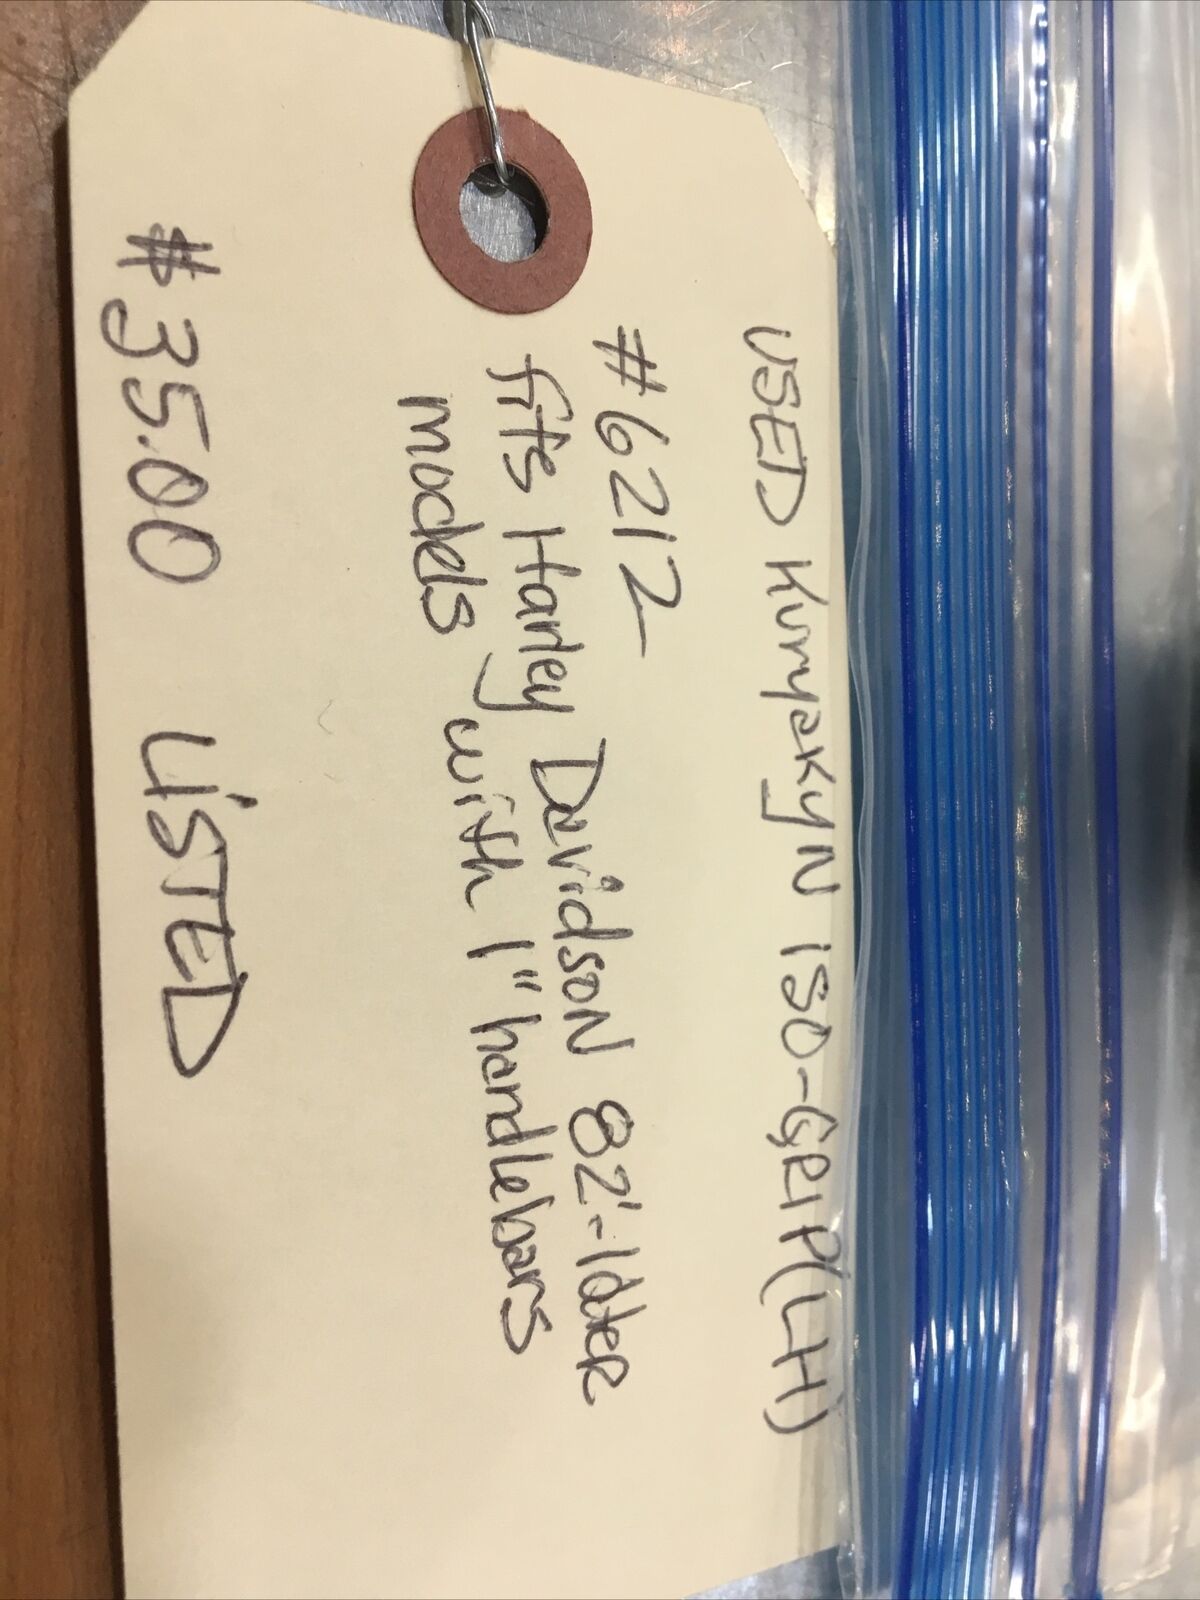 USED KuryakyN ISO-GRIP(LH)
#6212
fits Harley Davidson 82'-later
models with 1" handlebars
$35.00 LiSTED